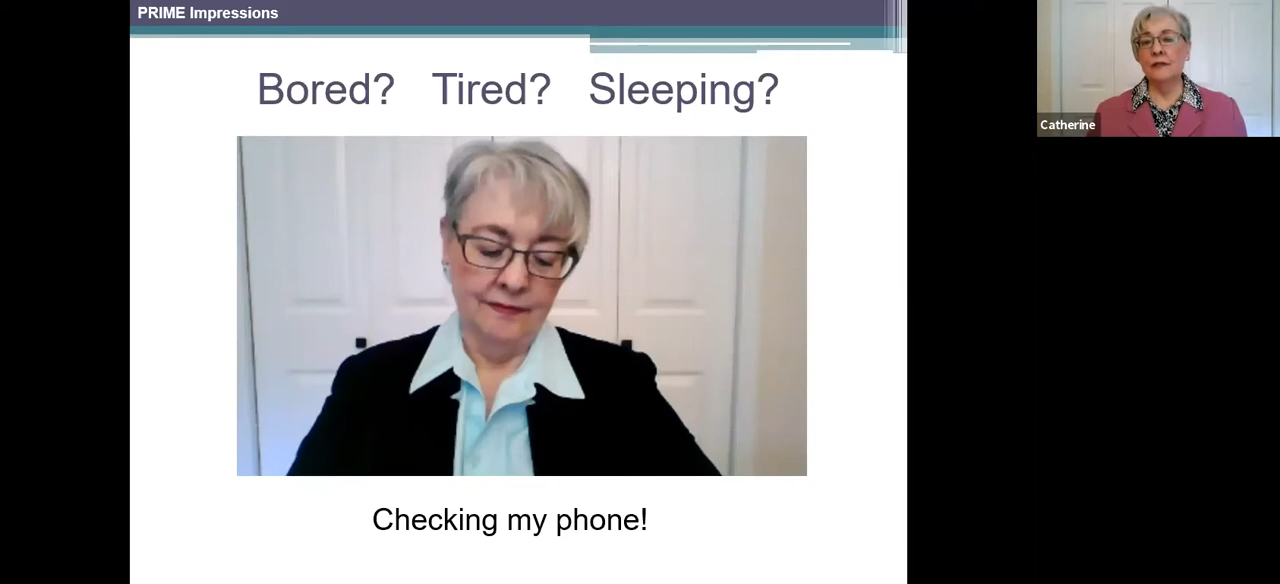 PRIME Impressions
Bored? Tired? Sleeping?
Catherine
Checking my phone!